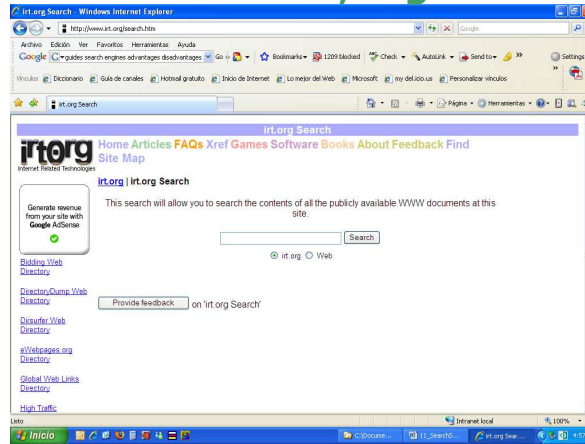 irt.org Search - Windows Internet Explorer
http://www.irt.org/search.htm
Google
Archivo Edición Ver Favoritos Herramientas Ayuda
Google guides search engines advantages disadvantages Go Bookmarks 1209 blocked Check AutoLink Send to Settings
Vínculos Diccionario Guía de canales Hotmail gratuito Inicio de Internet Lo mejor del Web Microsoft my del.icio.us Personalizar vínculos
irt.org Search Página Herramientas
irt.org Search
irt.org
Internet Related Technologies
Home Articles FAQs Xref Games Software Books About Feedback Find
Site Map
irt.org | irt.org Search
This search will allow you to search the contents of all the publicly available WWW documents at this
site.
Search
irt.org Web
Provide feedback on 'irt.org Search'
Generate revenue
from your site with
Google AdSense
Bidding Web
Directory
DirectoryDump Web
Directory
Dirsurfer Web
Directory
eWebpages.org
Directory
Global Web Links
Directory
High Traffic
Listo Intranet local 100%
Inicio C:\Docume... 11_SearchS... irt.org Sear... 4:53